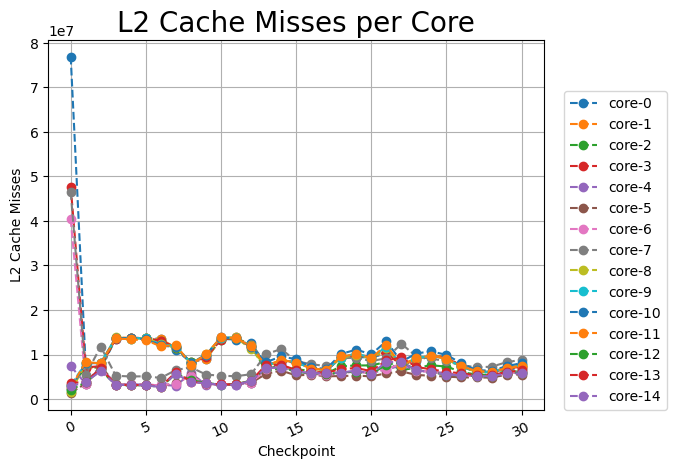 L2 Cache Misses per Core
1e7
8
7
6
5
4
3
2
1
0
L2 Cache Misses
0
5
10
15
20
25
30
Checkpoint
core-0
core-1
core-2
core-3
core-4
core-5
core-6
core-7
core-8
core-9
core-10
core-11
core-12
core-13
core-14